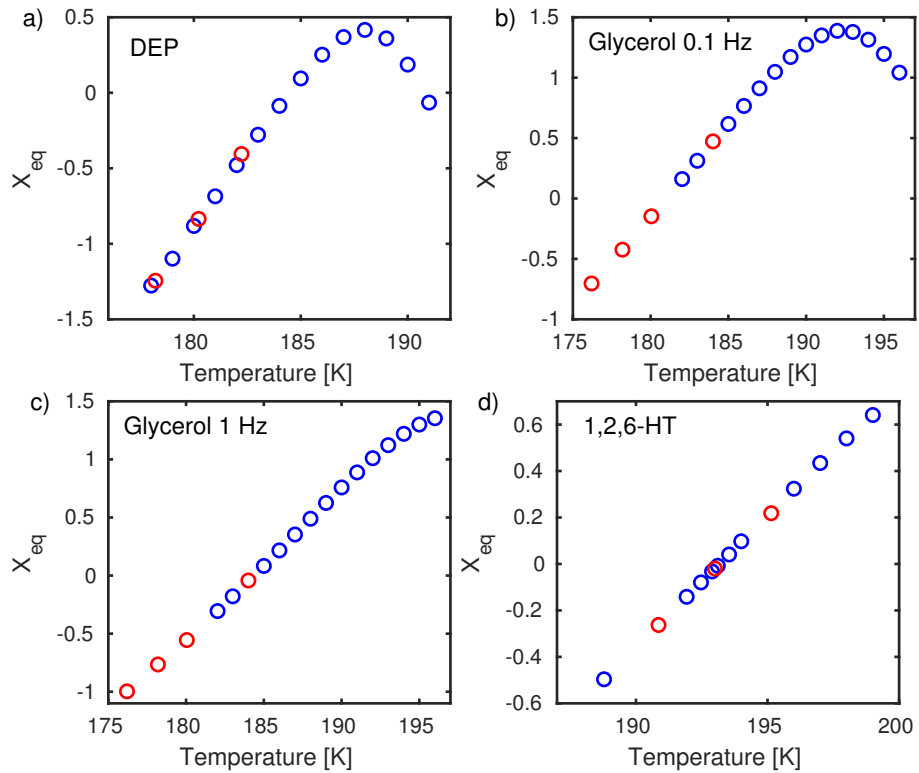 a)
DEP
0.5
0
-0.5
-1
-1.5
X_eq
180
185
190
Temperature [K]
b)
Glycerol 0.1 Hz
1.5
1
0.5
0
-0.5
-1
X_eq
175
180
185
190
195
Temperature [K]
c)
Glycerol 1 Hz
1.5
1
0.5
0
-0.5
-1
X_eq
175
180
185
190
195
Temperature [K]
d)
1,2,6-HT
0.6
0.4
0.2
0
-0.2
-0.4
-0.6
X_eq
190
195
200
Temperature [K]